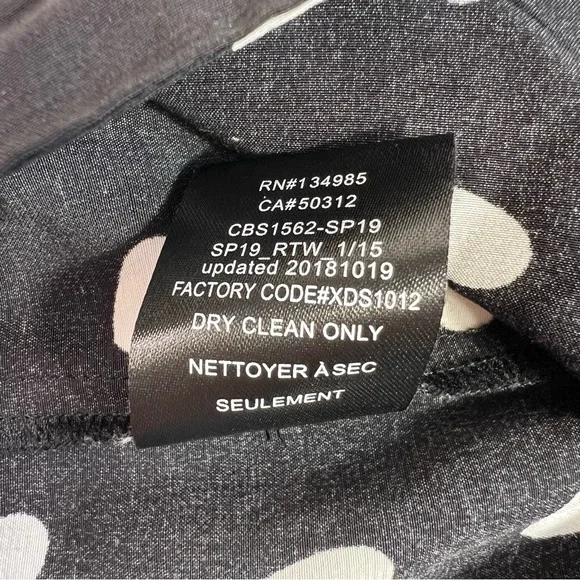 RN#134985
CA#50312
CBS1562-SP19
SP19_RTW_1/15
updated 20181019
FACTORY CODE#XDS1012
DRY CLEAN ONLY
NETTOYER À SEC
SEULEMENT